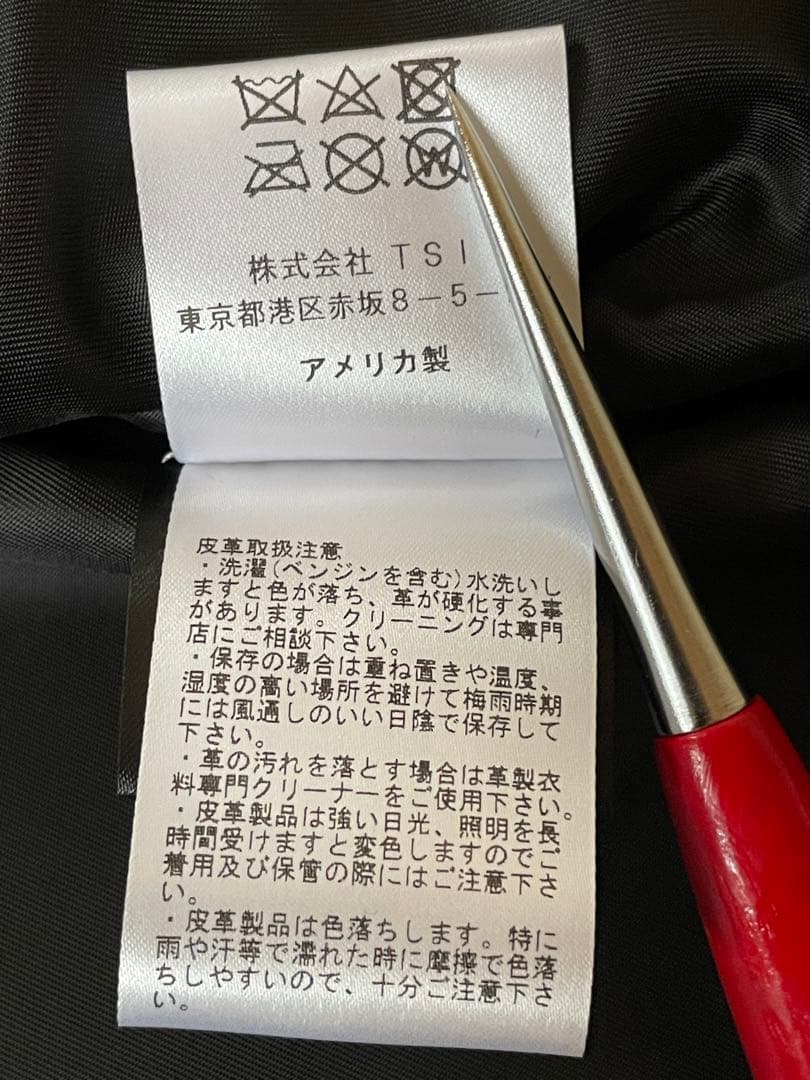 W
株式会社 TSI
東京都港区赤坂8-5-
アメリカ製
皮革取扱注意
・洗濯(ベンジンを含む)水洗いし
ますと色が落ち、革が硬化する事
があります。クリーニングは専門
店にご相談下さい。
・保存の場合は重ね置きや温度、
湿度の高い場所を避けて梅雨時期
には風通しのいい日陰で保存して
下さい。
・革の汚れを落とす場合は革製衣
料専門クリーナーをご使用下さい。
・皮革製品は強い日光、照明を長
時間受けますと変色しますのでご
着用及び保管の際にはご注意下さ
い。
・皮革製品は色落ちします。特に
雨や汗等で濡れた時に摩擦で色落
ちしやすいので、十分ご注意下さ
い。